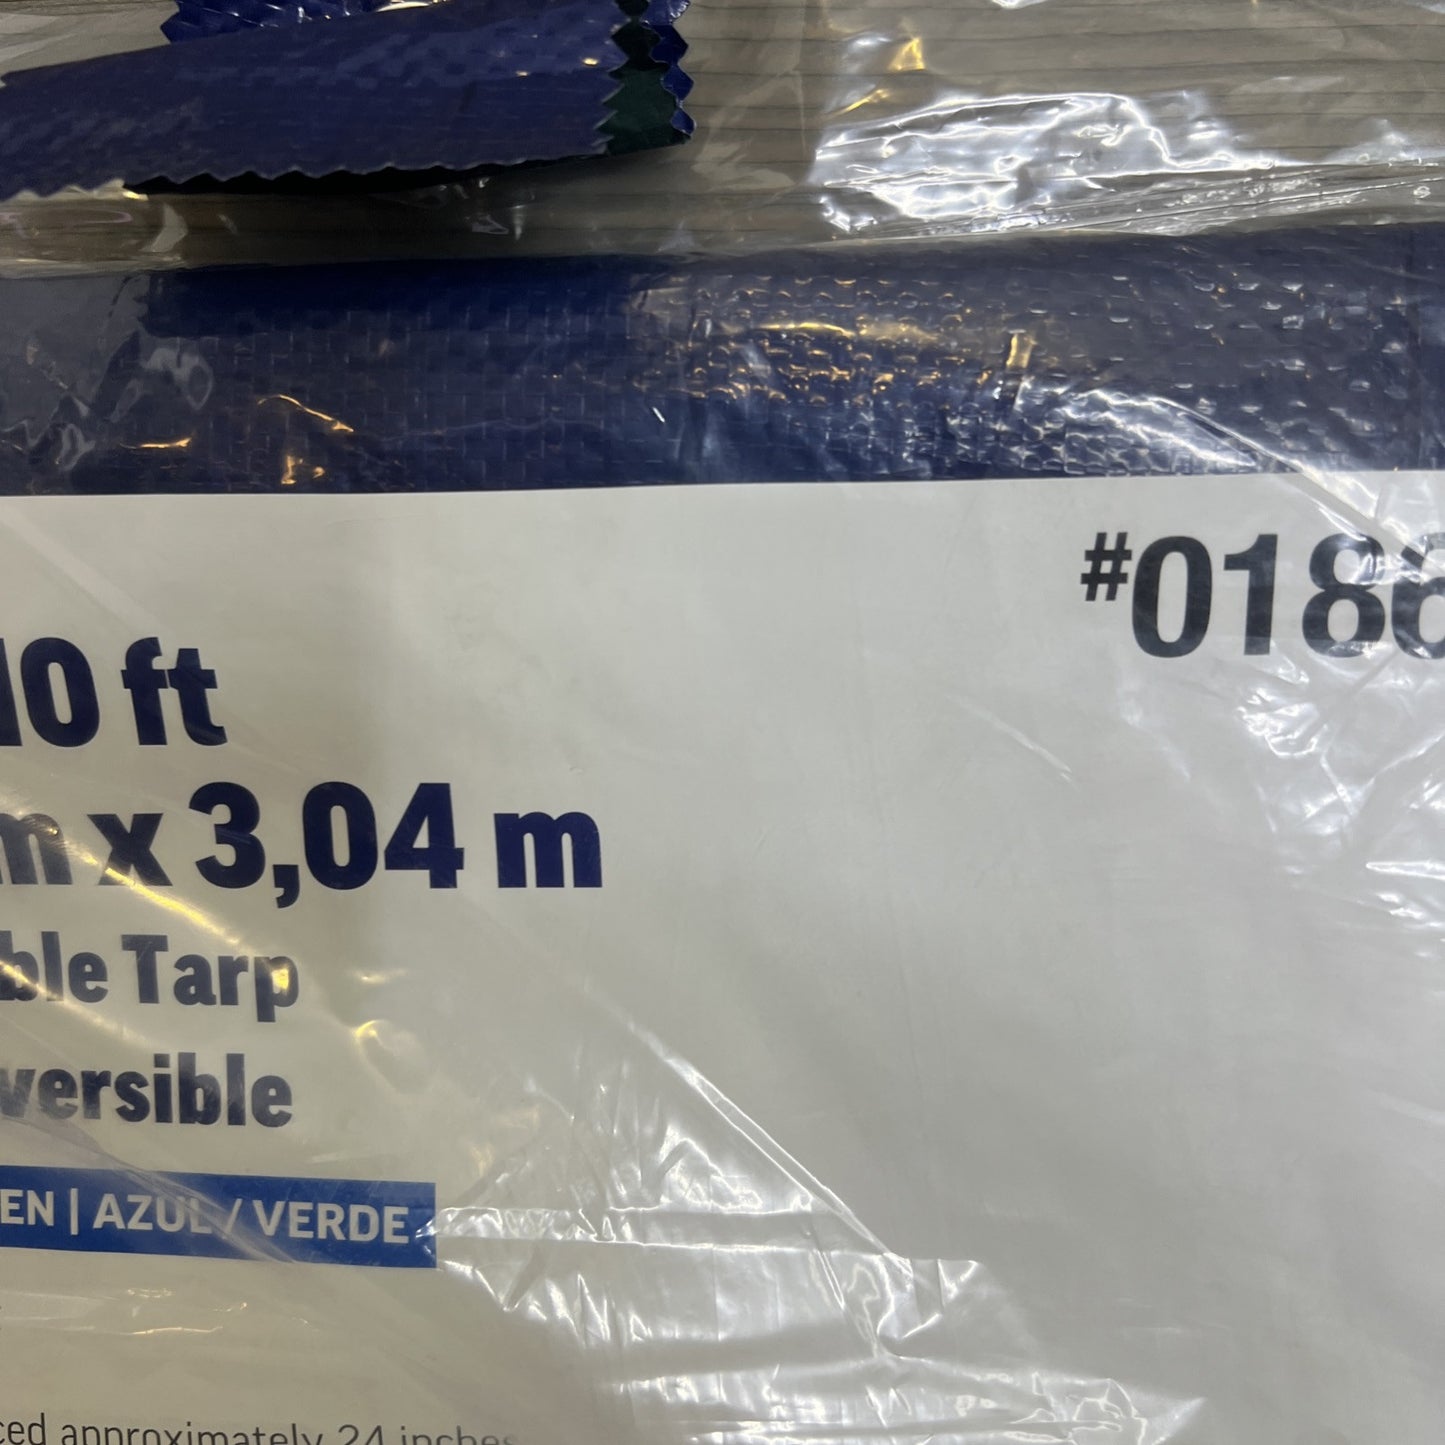 #0186
10 ft
m x 3,04 m
ble Tarp
versible
EN | AZUL / VERDE
ced approximately 24 inches